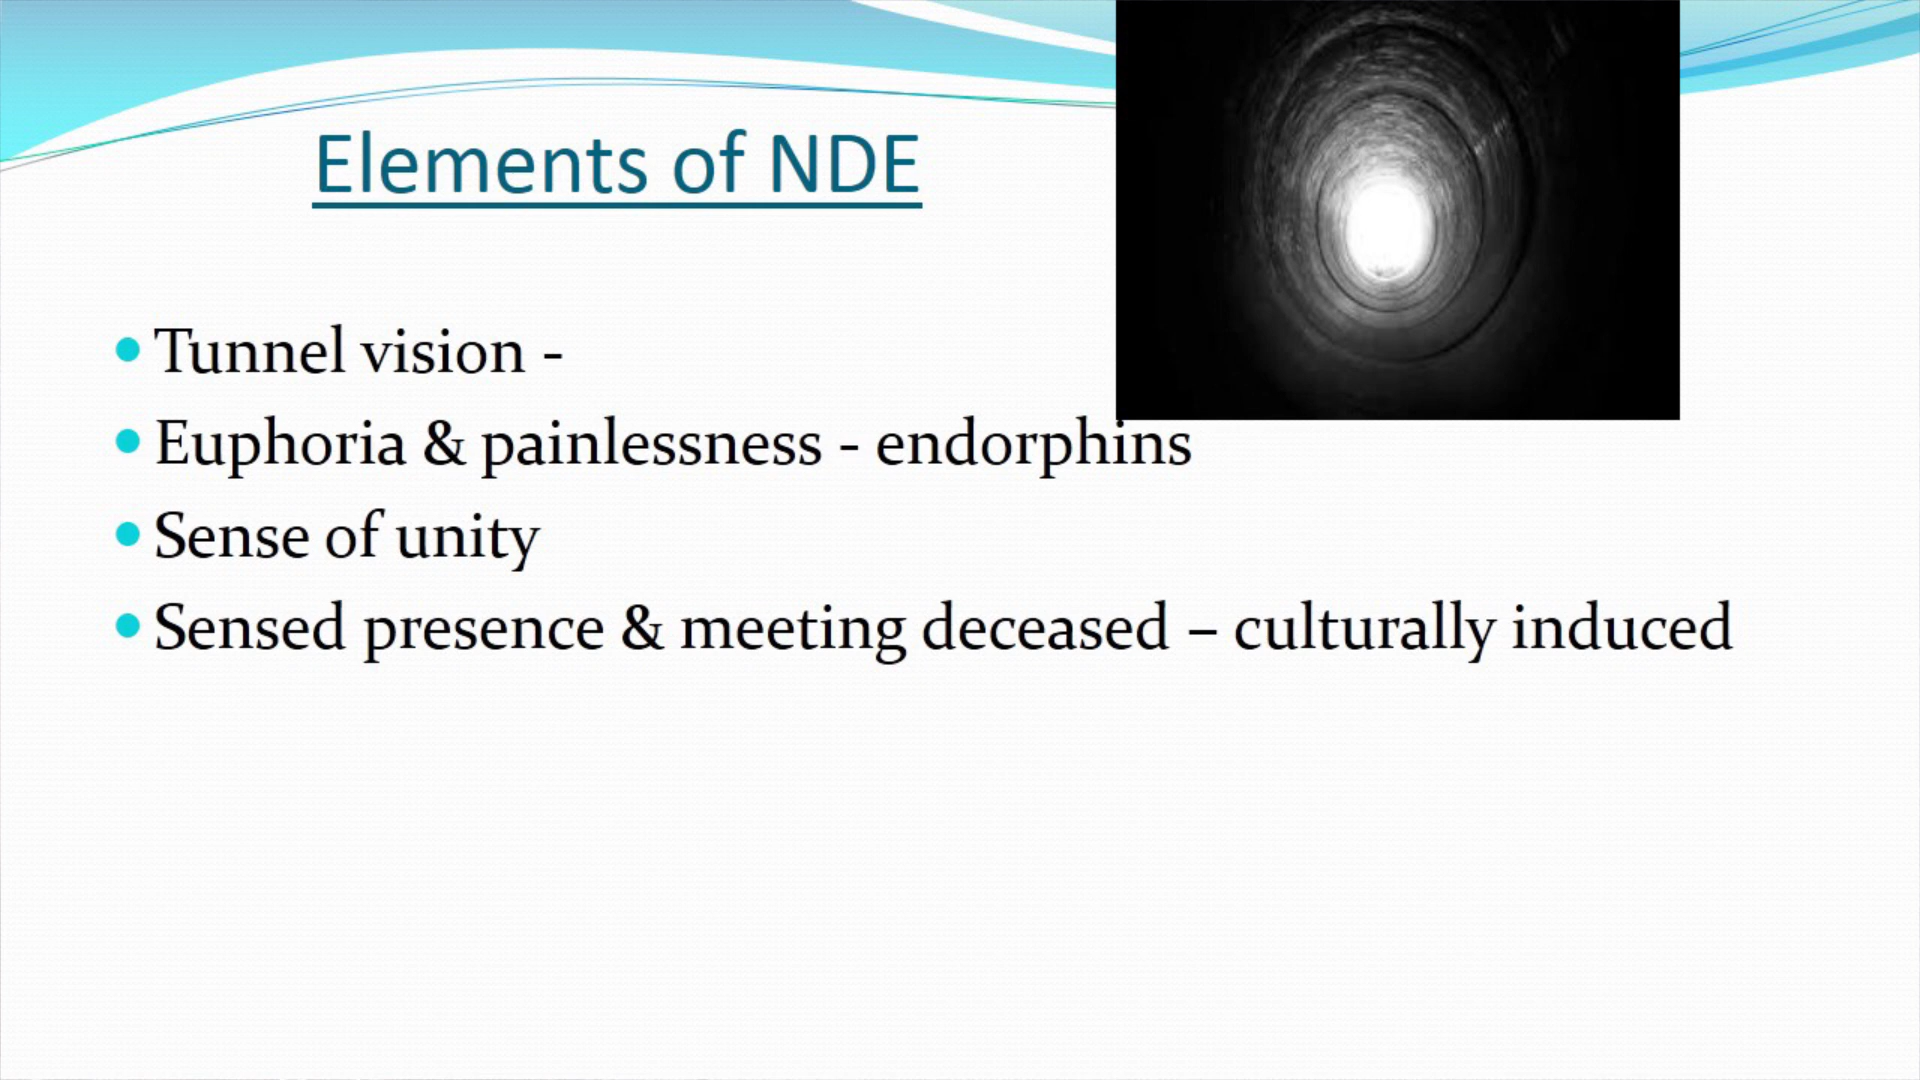 Elements of NDE
Tunnel vision -
Euphoria & painlessness - endorphins
Sense of unity
Sensed presence & meeting deceased – culturally induced